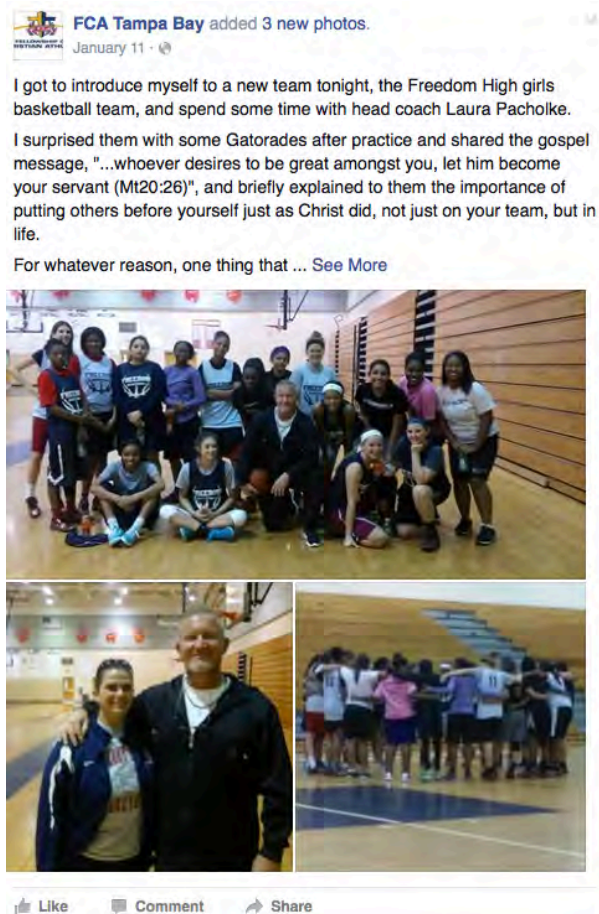 FCA Tampa Bay added 3 new photos.
January 11 ·
I got to introduce myself to a new team tonight, the Freedom High girls
basketball team, and spend some time with head coach Laura Pacholke.
I surprised them with some Gatorades after practice and shared the gospel
message, "...whoever desires to be great amongst you, let him become
your servant (Mt20:26)", and briefly explained to them the importance of
putting others before yourself just as Christ did, not just on your team, but in
life.
For whatever reason, one thing that ... See More
11
Like Comment Share